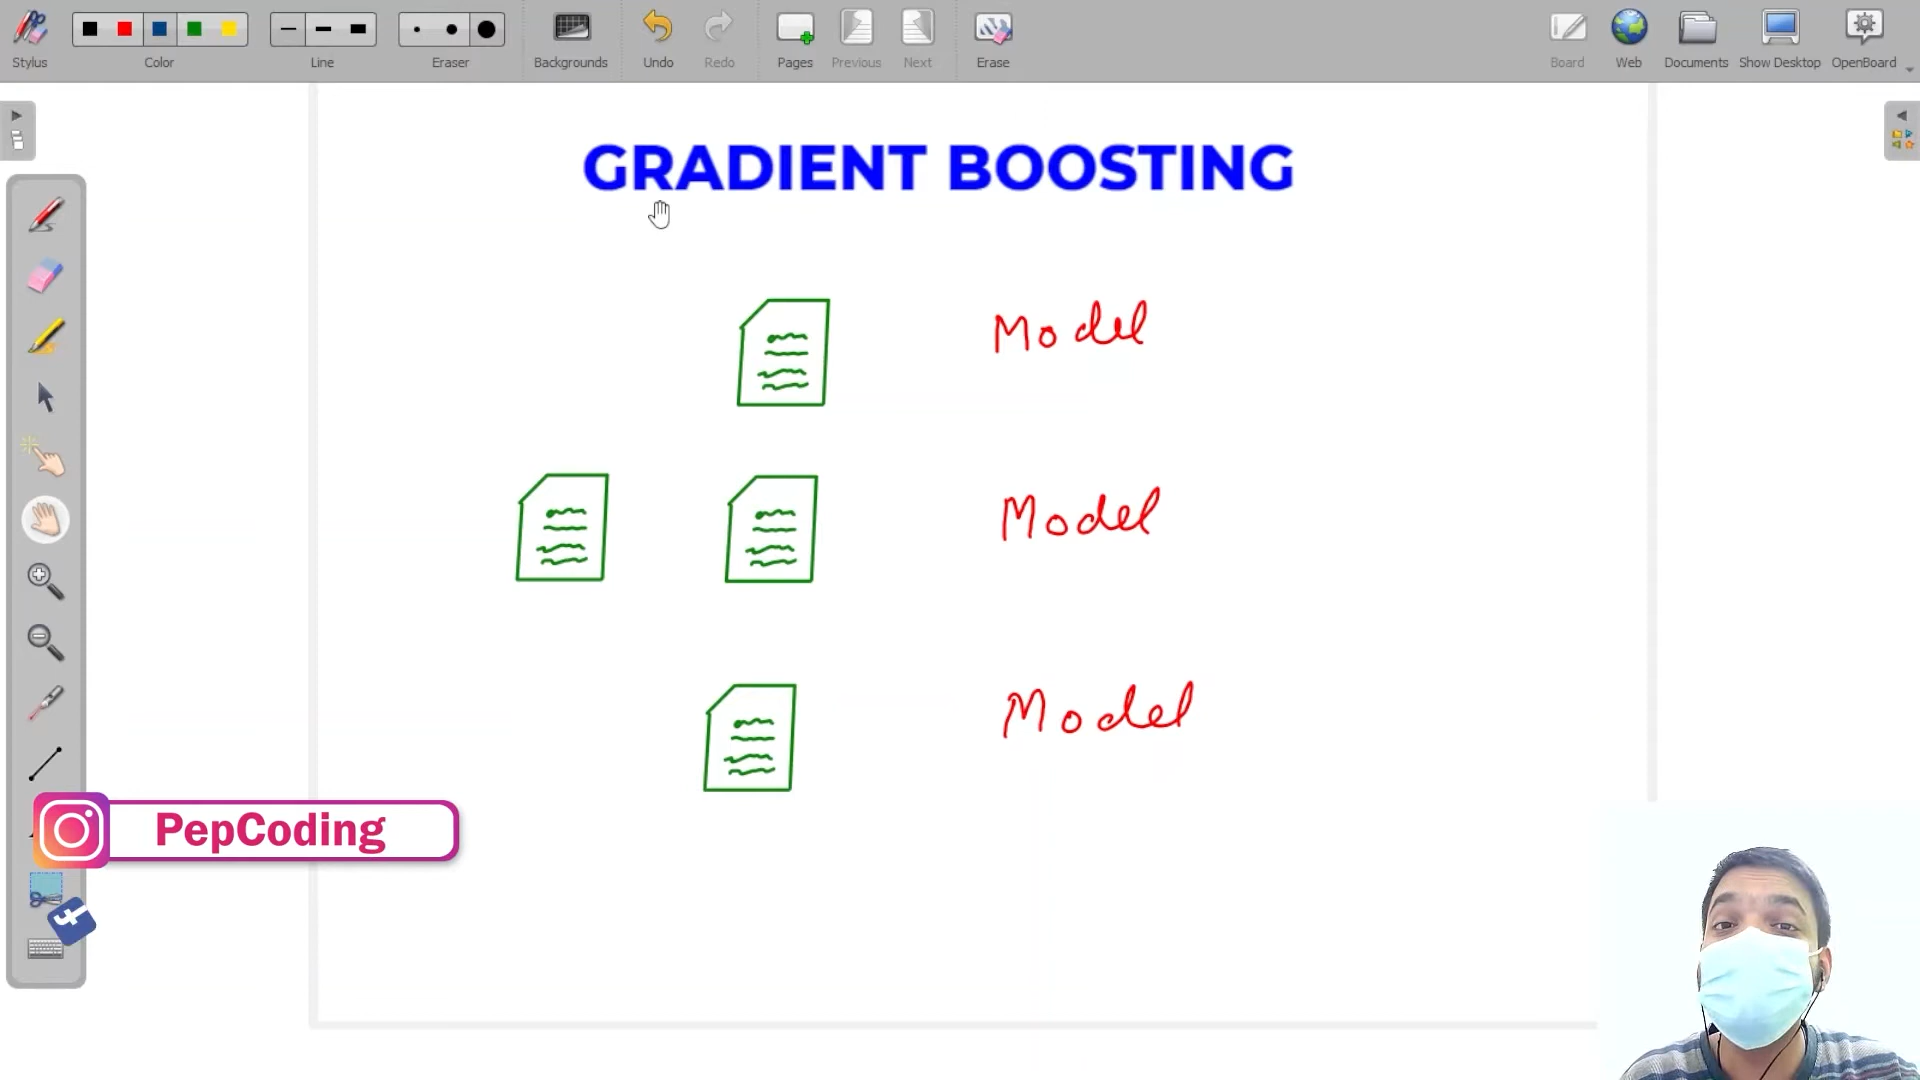 Stylus
Color
Line
Eraser
Backgrounds
Undo
Redo
Pages
Previous
Next
Erase
Board
Web
Documents
Show Desktop
OpenBoard
GRADIENT BOOSTING
Model
Model
Model
PepCoding